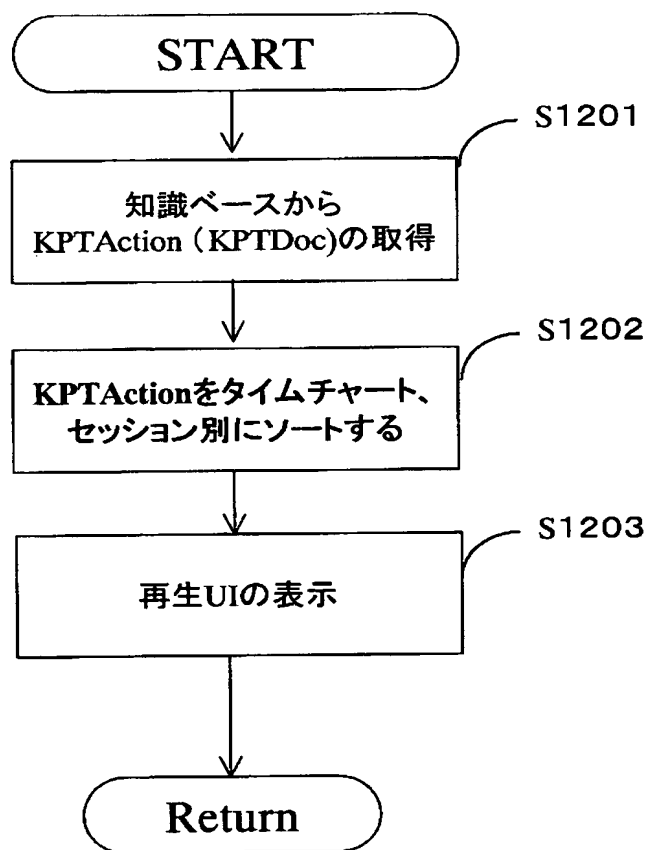 START
S1201
知識ベースから
KPTAction (KPTDoc)の取得
S1202
KPTActionをタイムチャート、
セッション別にソートする
S1203
再生UIの表示
Return